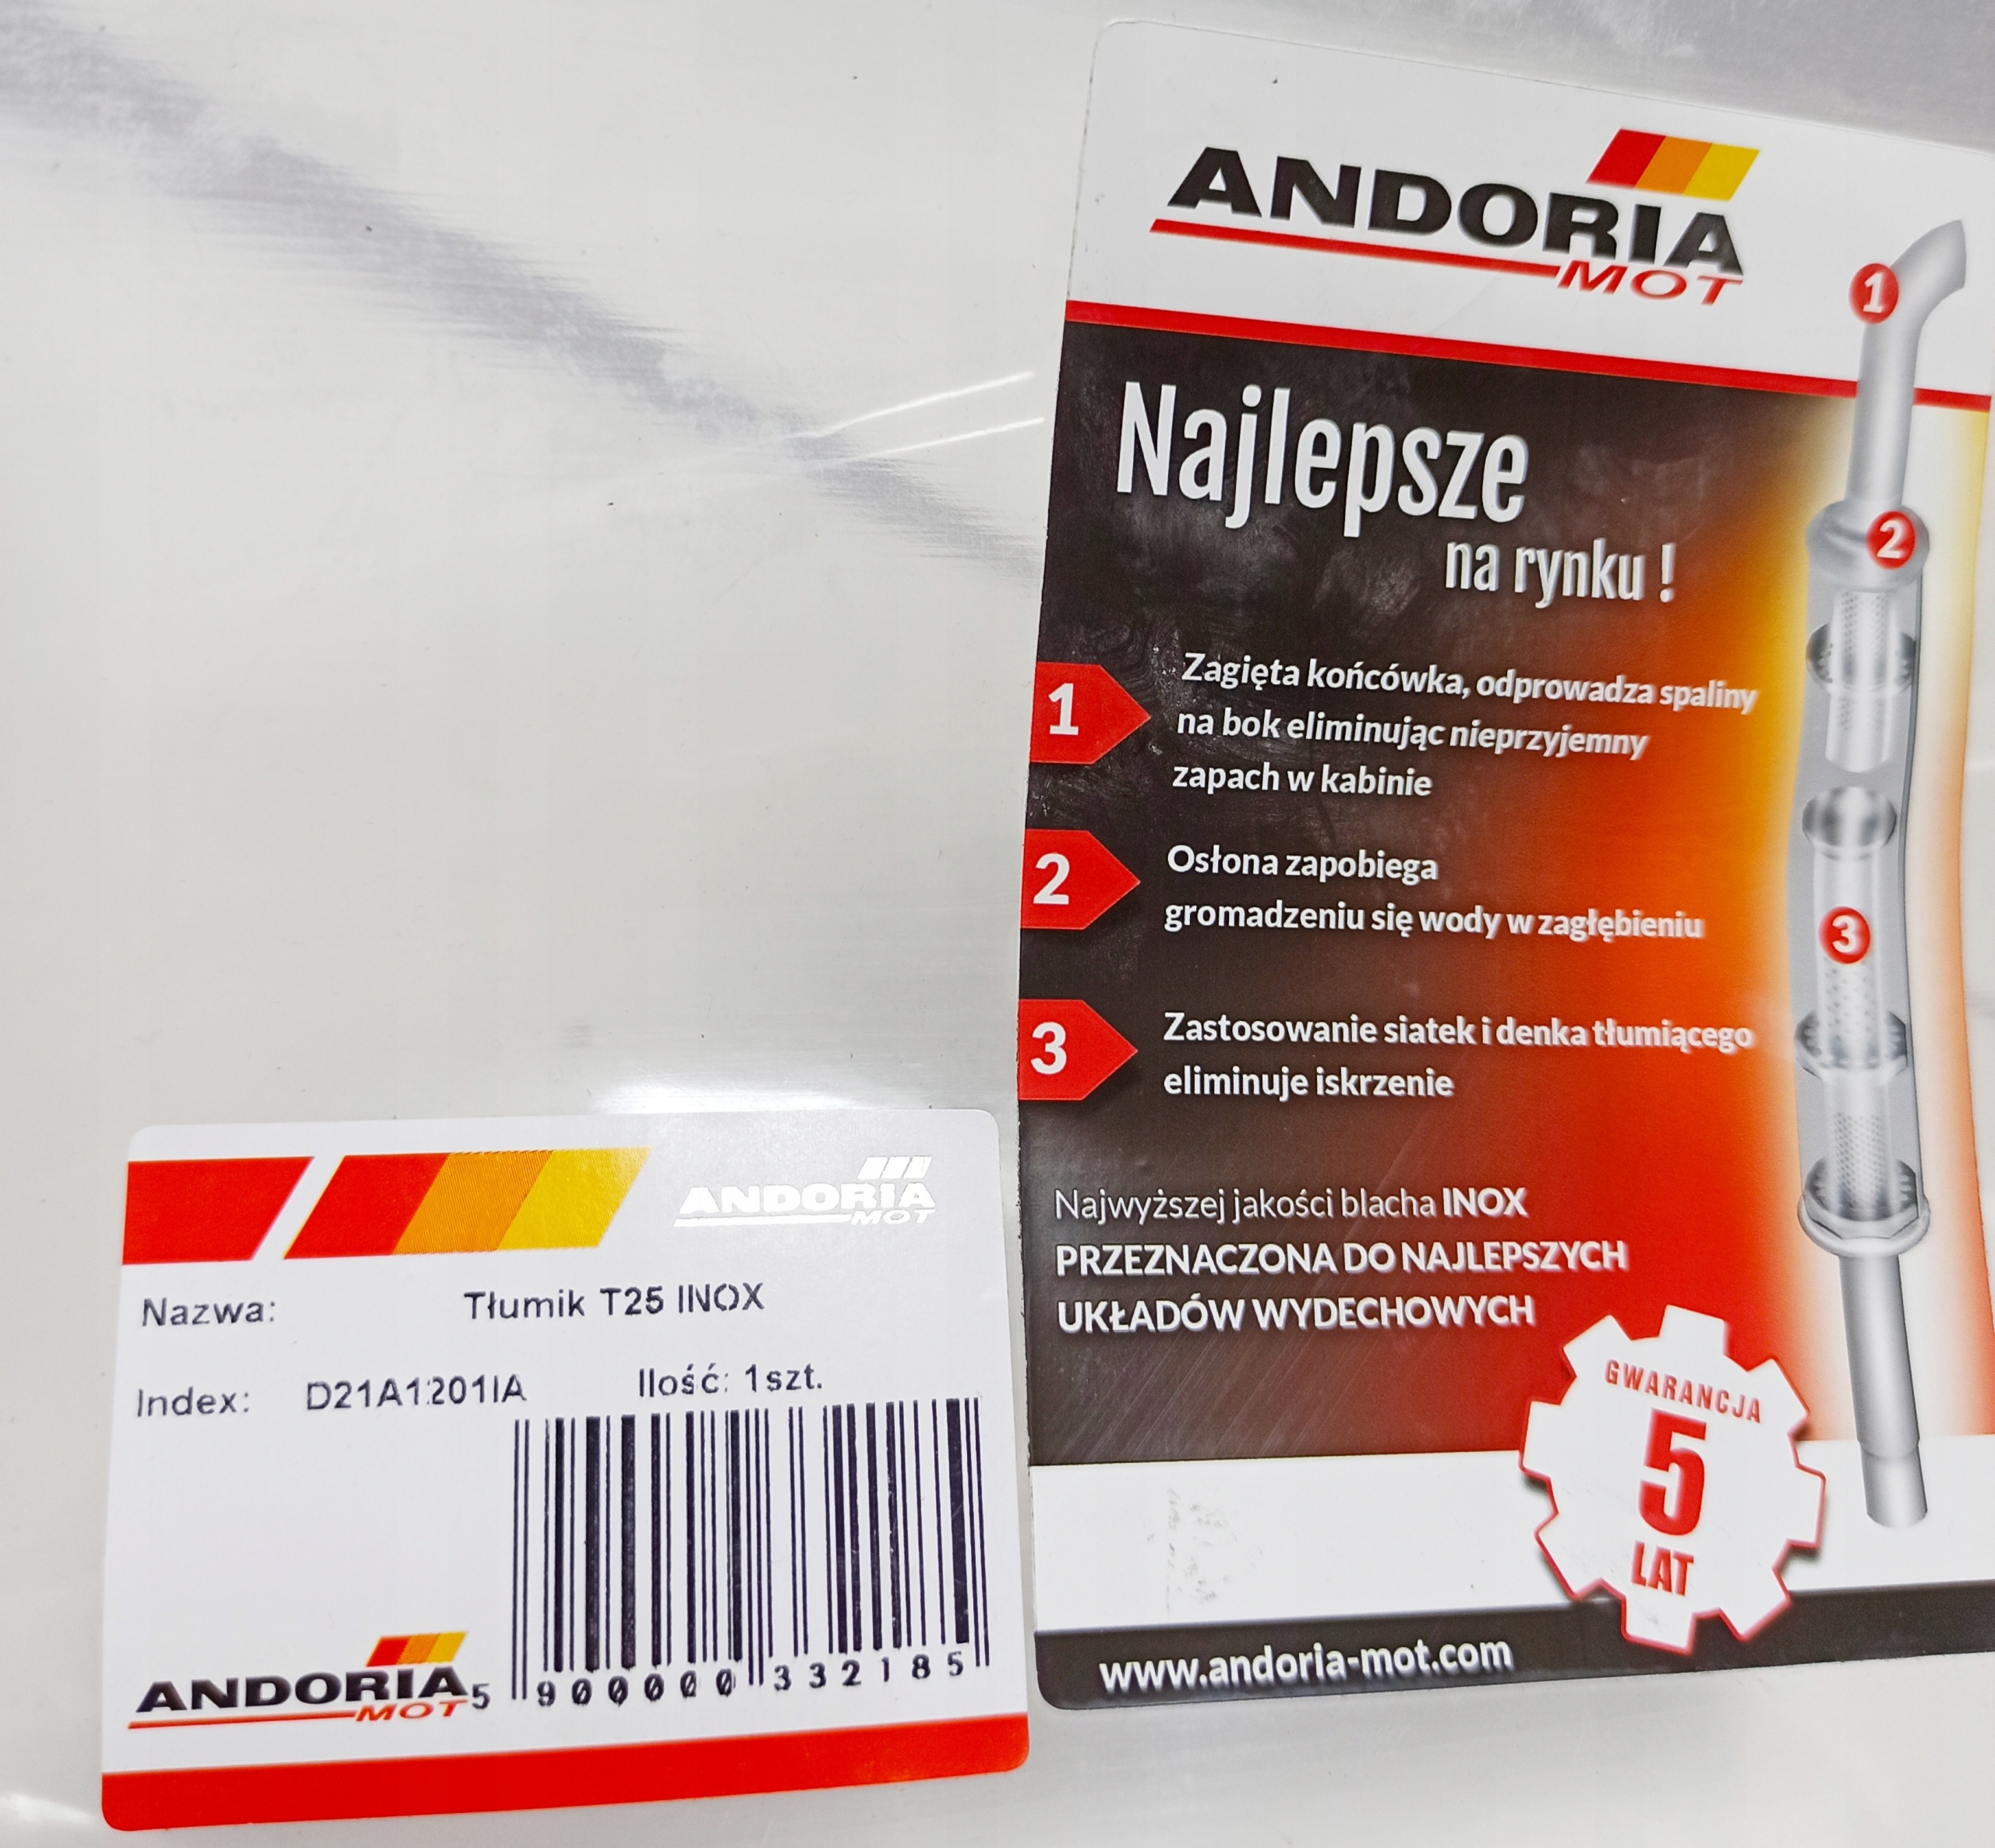 ANDORIA
MOT
1
Najlepsze
na rynku !
2
1
Zagięta końcówka, odprowadza spaliny
na bok eliminując nieprzyjemny
zapach w kabinie
2
Osłona zapobiega
gromadzeniu się wody w zagłębieniu
3
3
Zastosowanie siatek i denka tłumiącego
eliminuje iskrzenie
Najwyższej jakości blacha INOX
PRZEZNACZONA DO NAJLEPSZYCH
UKŁADÓW WYDECHOWYCH
GWARANCJA
5
LAT
www.andoria-mot.com
ANDORIA
MOT
Nazwa: Tłumik T25 INOX
Index: D21A1201IA Ilość: 1szt.
ANDORIA
MOT
5 900000 332185